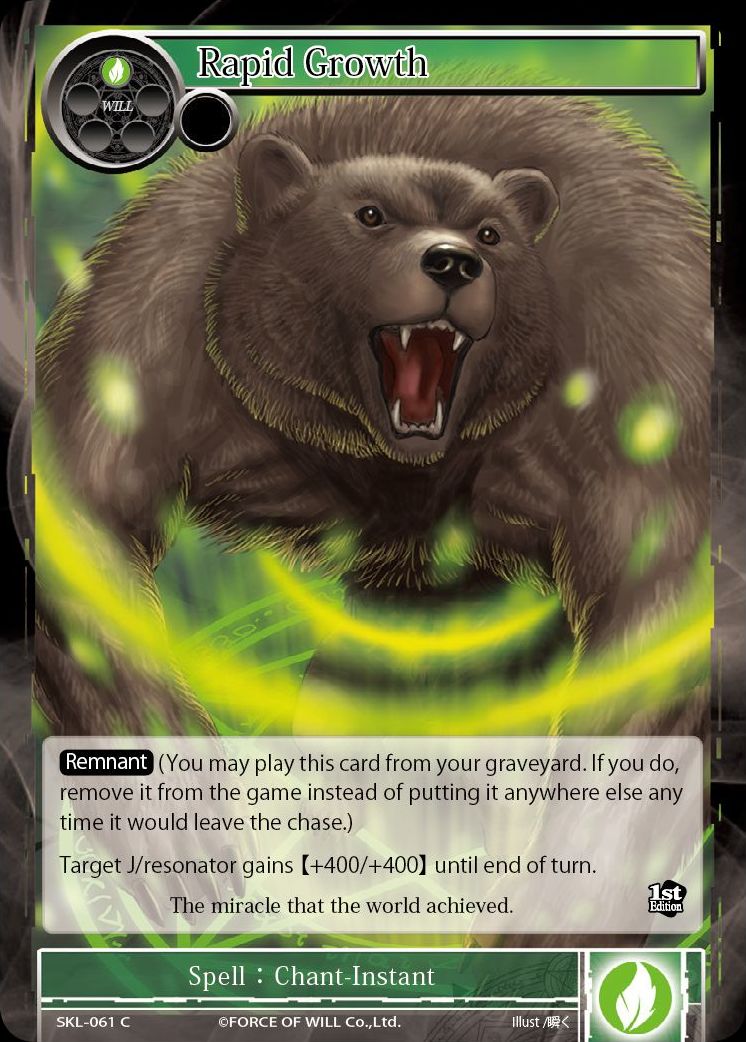 Rapid Growth
WILL
Remnant (You may play this card from your graveyard. If you do,
remove it from the game instead of putting it anywhere else any
time it would leave the chase.)
Target J/resonator gains 【+400/+400】 until end of turn.
The miracle that the world achieved.
1st
Edition
Spell : Chant-Instant
SKL-061 C
©FORCE OF WILL Co.,Ltd.
Illust /瞬く